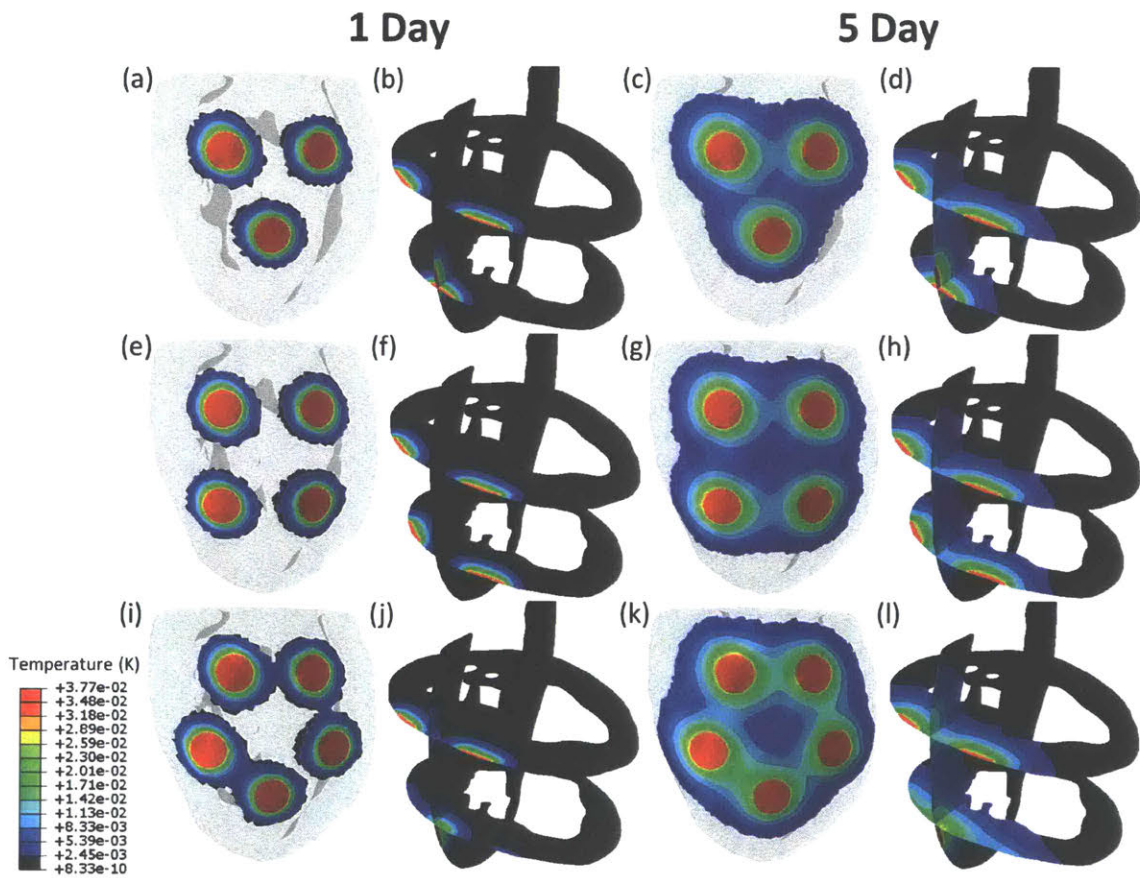 1 Day 5 Day
(a) (b) (c) (d)
(e) (f) (g) (h)
(i) (j) (k) (l)
Temperature (K)
+3.77e-02
+3.48e-02
+3.18e-02
+2.89e-02
+2.59e-02
+2.30e-02
+2.01e-02
+1.71e-02
+1.42e-02
+1.13e-02
+8.33e-03
+5.39e-03
+2.45e-03
+8.33e-10